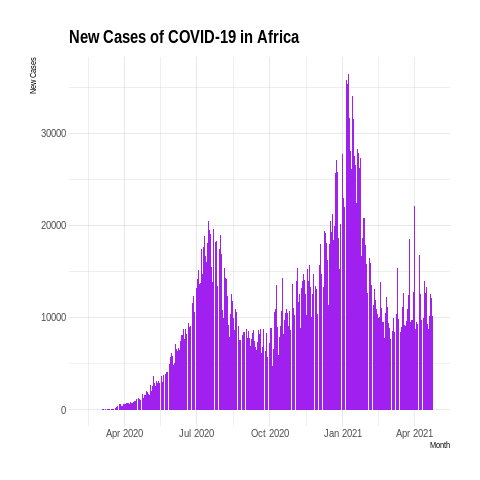 New Cases of COVID-19 in Africa
New Cases
30000
20000
10000
0
Apr 2020 Jul 2020 Oct 2020 Jan 2021 Apr 2021
Month